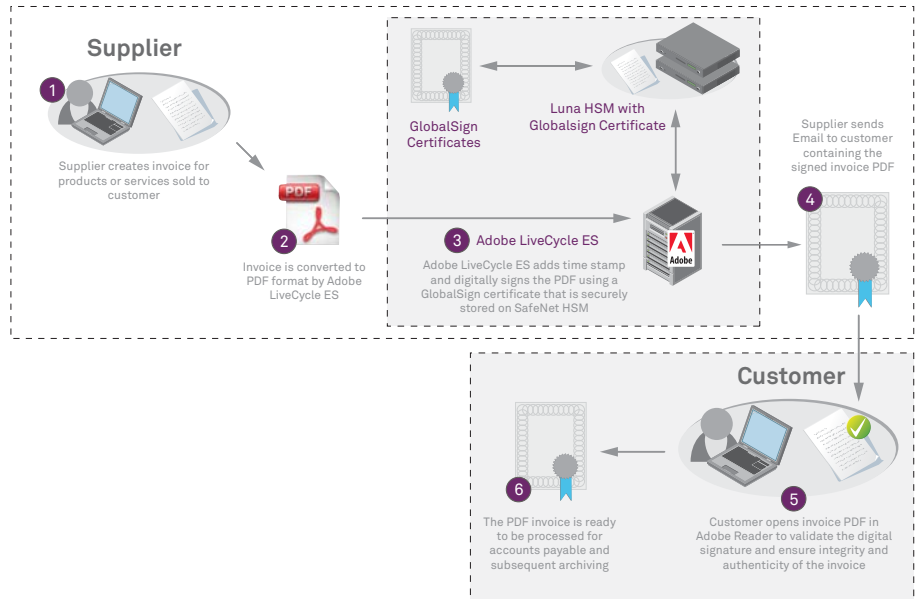 Supplier
1
Supplier creates invoice for
products or services sold to
customer
PDF
2
Invoice is converted to
PDF format by Adobe
LiveCycle ES
GlobalSign
Certificates
Luna HSM with
Globalsign Certificate
3 Adobe LiveCycle ES
Adobe LiveCycle ES adds time stamp
and digitally signs the PDF using a
GlobalSign certificate that is securely
stored on SafeNet HSM
Adobe
Supplier sends
Email to customer
containing the
signed invoice PDF
4
Customer
5
Customer opens invoice PDF in
Adobe Reader to validate the digital
signature and ensure integrity and
authenticity of the invoice
6
The PDF invoice is ready
to be processed for
accounts payable and
subsequent archiving